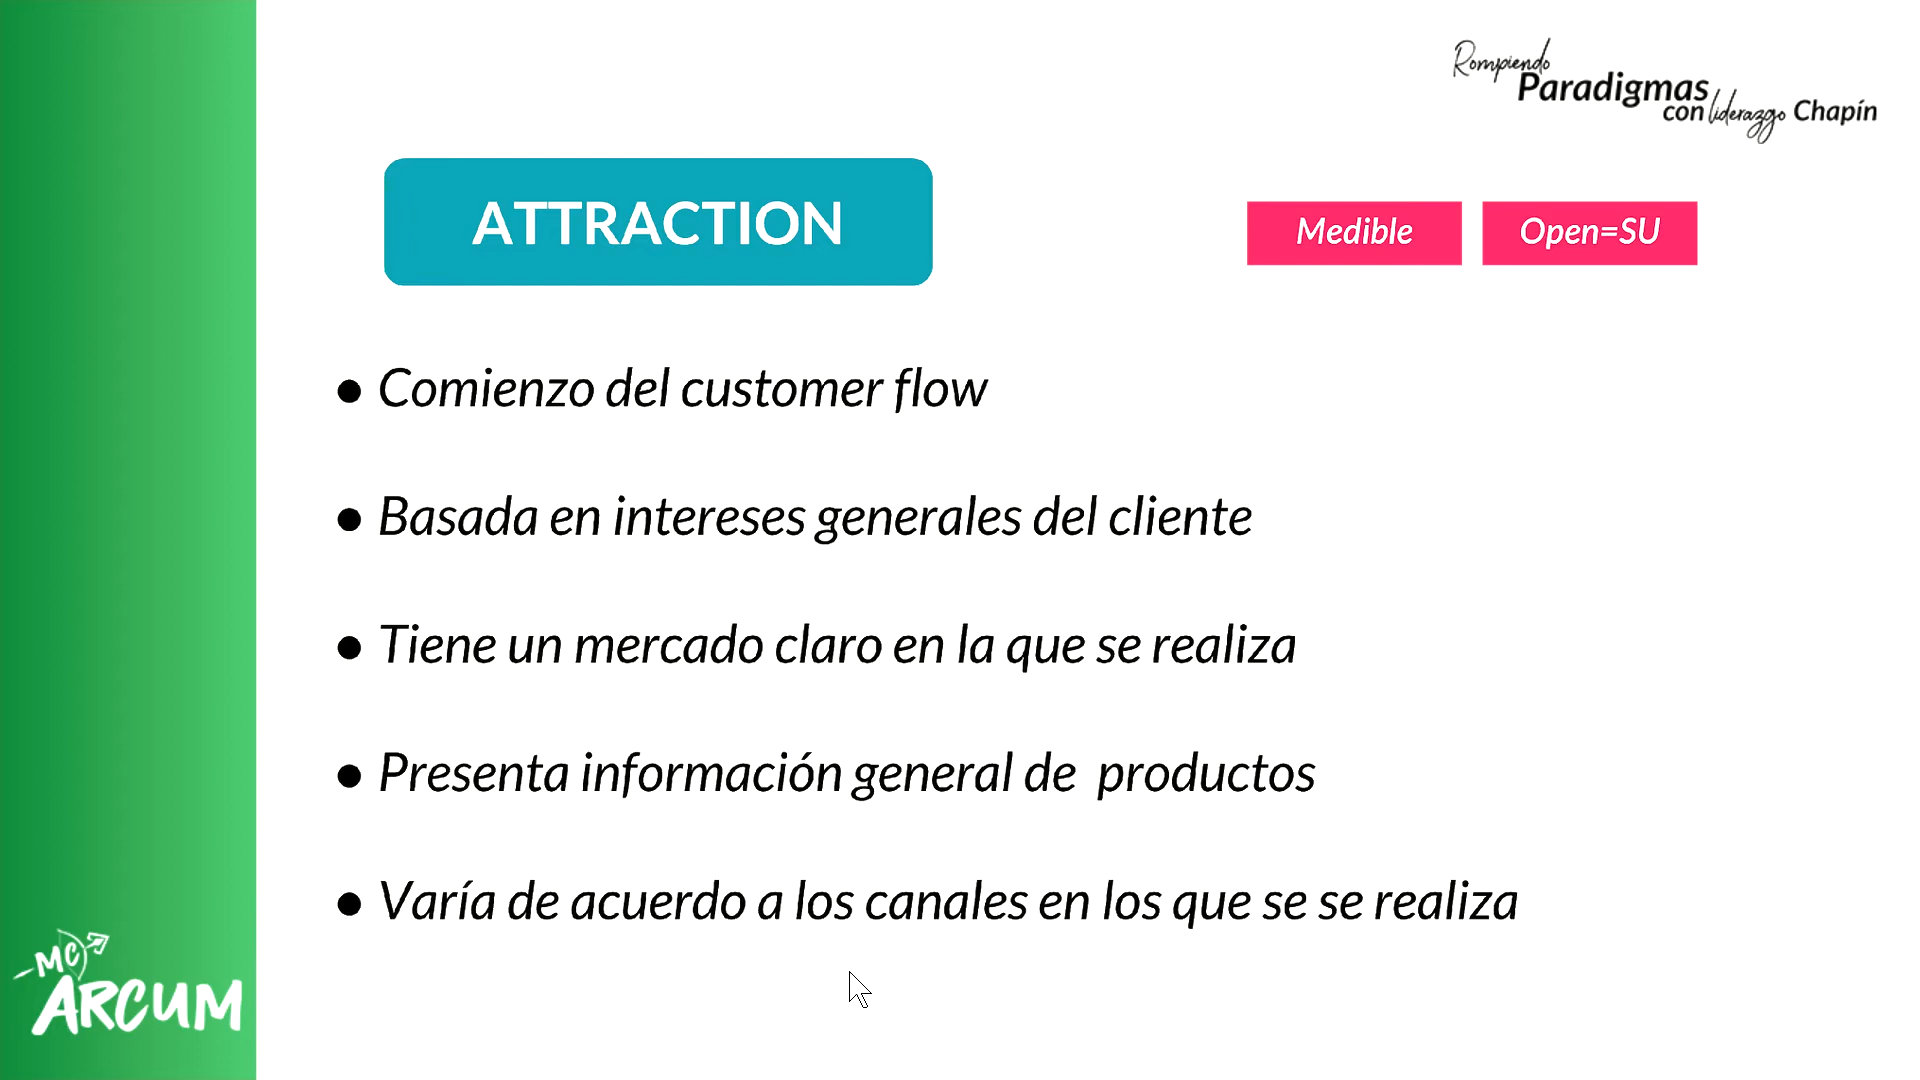 Rompiendo
Paradigmas
con liderazgo Chapín
ATTRACTION
Medible
Open=SU
● Comienzo del customer flow
● Basada en intereses generales del cliente
● Tiene un mercado claro en la que se realiza
● Presenta información general de  productos
● Varía de acuerdo a los canales en los que se se realiza
MC
ARCUM